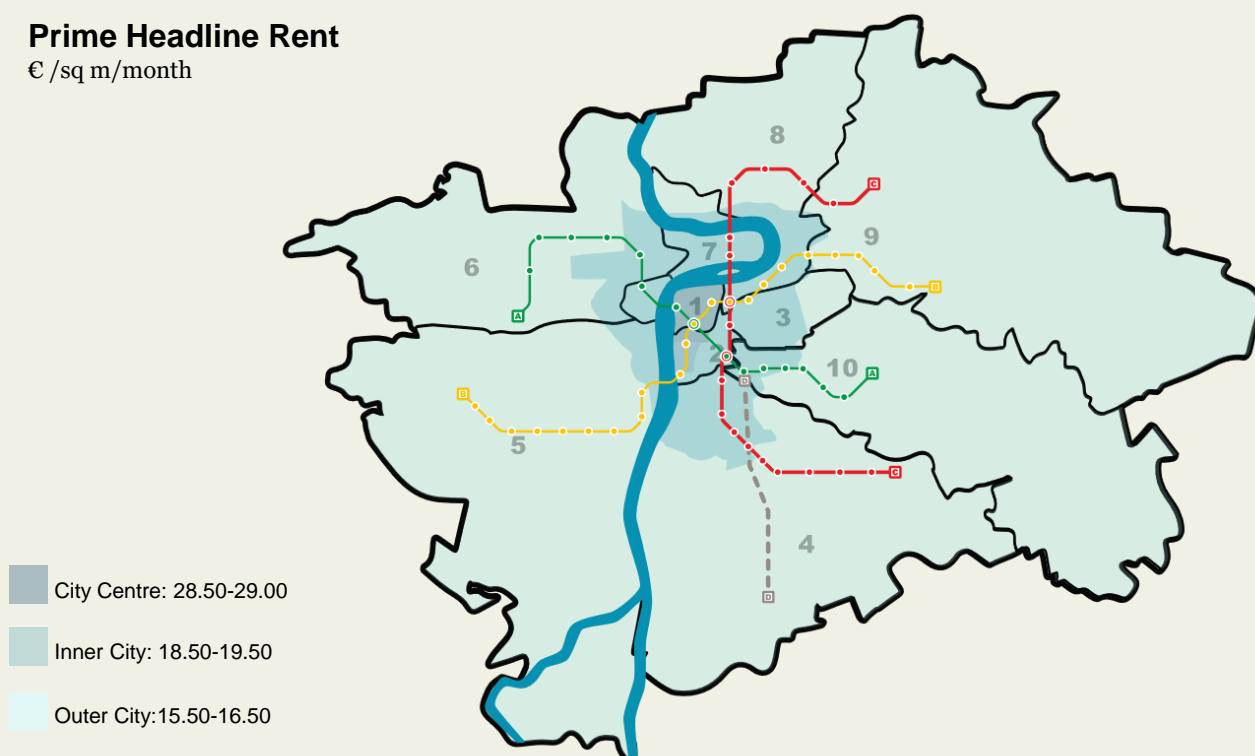 Prime Headline Rent
€ /sq m/month
8
C
9
7
6
B
1
A
3
2
10
D
A
B
5
C
4
City Centre: 28.50-29.00
D
Inner City: 18.50-19.50
Outer City:15.50-16.50